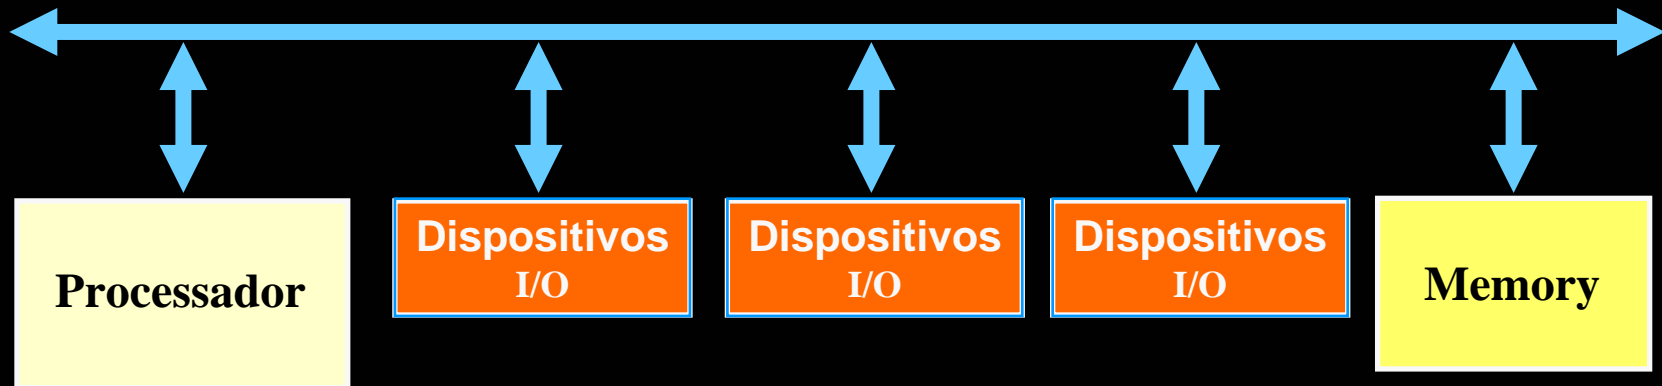 Processador
Dispositivos
I/O
Dispositivos
I/O
Dispositivos
I/O
Memory